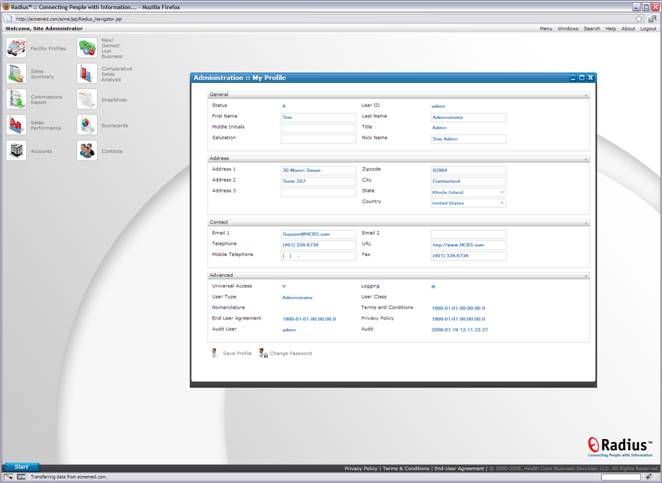 Radius™ :: Connecting People with Information... - Mozilla Firefox
http://acmemed.com/acme/jsp/Radius_Navigator.jsp
Welcome, Site Administrator
Menu Windows Search Help About Logout
Facility Profiles
New/
Gained/
Lost
Business
Sales
Summary
Comparative
Sales
Analysis
Commissions
Report
SnapShots
Sales
Performance
Scorecards
Accounts
Contacts
Administration :: My Profile
General
Status A User ID admin
First Name Last Name Administrator
Middle Initials Title Admin
Salutation Nick Name Admin
Address
Address 1 30 Street Zipcode 02864
Address 2 Suite 2A7 City Cumberland
Address 3 State Rhode Island
Country United States
Contact
Email 1 Support@HCBS.com Email 2
Telephone (401) 334-6734 URL http://www.HCBS.com
Mobile Telephone ( ) - Fax (401) 334-6734
Advanced
Universal Access Y Logging N
User Type Administrator User Class
Nomenclature Terms and Conditions 1900-01-01 00:00:00.0
End User Agreement 1900-01-01 00:00:00.0 Privacy Policy 1900-01-01 00:00:00.0
Audit User admin Audit 2008-07-19 13:11:33.27
Save Profile Change Password
Radius™
Connecting People with Information
Start
Privacy Policy | Terms & Conditions | End-User Agreement | © 2000-2008, Health Care Business Services, LLC. All Rights Reserved.
Transferring data from acmemed.com...